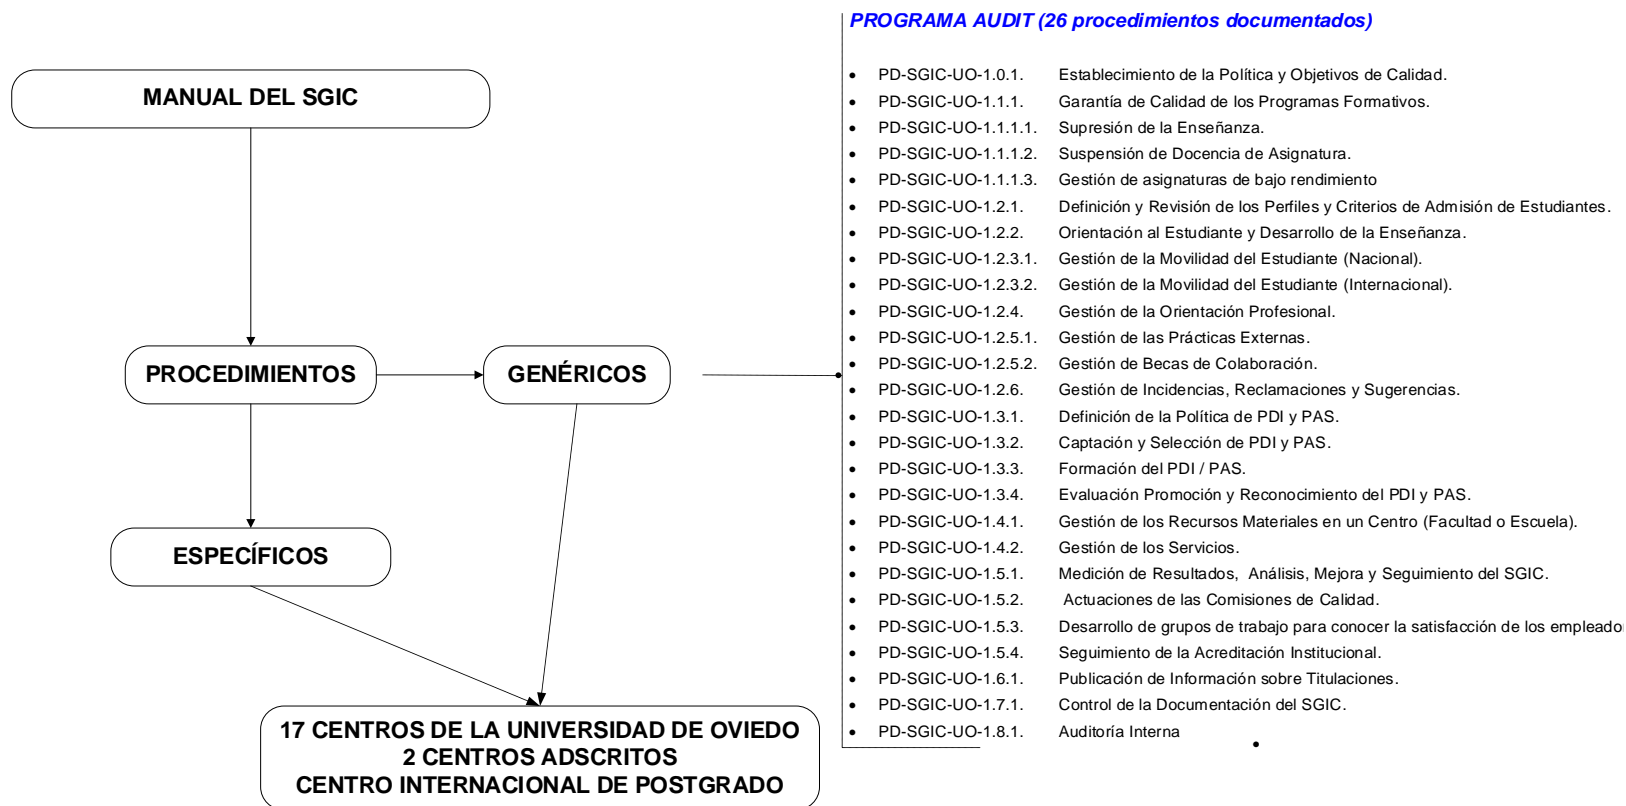 PROGRAMA AUDIT (26 procedimientos documentados)
MANUAL DEL SGIC
PROCEDIMIENTOS
GENÉRICOS
ESPECÍFICOS
17 CENTROS DE LA UNIVERSIDAD DE OVIEDO
2 CENTROS ADSCRITOS
CENTRO INTERNACIONAL DE POSTGRADO
• PD-SGIC-UO-1.0.1. Establecimiento de la Política y Objetivos de Calidad.
• PD-SGIC-UO-1.1.1. Garantía de Calidad de los Programas Formativos.
• PD-SGIC-UO-1.1.1.1. Supresión de la Enseñanza.
• PD-SGIC-UO-1.1.1.2. Suspensión de Docencia de Asignatura.
• PD-SGIC-UO-1.1.1.3. Gestión de asignaturas de bajo rendimiento
• PD-SGIC-UO-1.2.1. Definición y Revisión de los Perfiles y Criterios de Admisión de Estudiantes.
• PD-SGIC-UO-1.2.2. Orientación al Estudiante y Desarrollo de la Enseñanza.
• PD-SGIC-UO-1.2.3.1. Gestión de la Movilidad del Estudiante (Nacional).
• PD-SGIC-UO-1.2.3.2. Gestión de la Movilidad del Estudiante (Internacional).
• PD-SGIC-UO-1.2.4. Gestión de la Orientación Profesional.
• PD-SGIC-UO-1.2.5.1. Gestión de las Prácticas Externas.
• PD-SGIC-UO-1.2.5.2. Gestión de Becas de Colaboración.
• PD-SGIC-UO-1.2.6. Gestión de Incidencias, Reclamaciones y Sugerencias.
• PD-SGIC-UO-1.3.1. Definición de la Política de PDI y PAS.
• PD-SGIC-UO-1.3.2. Captación y Selección de PDI y PAS.
• PD-SGIC-UO-1.3.3. Formación del PDI / PAS.
• PD-SGIC-UO-1.3.4. Evaluación Promoción y Reconocimiento del PDI y PAS.
• PD-SGIC-UO-1.4.1. Gestión de los Recursos Materiales en un Centro (Facultad o Escuela).
• PD-SGIC-UO-1.4.2. Gestión de los Servicios.
• PD-SGIC-UO-1.5.1. Medición de Resultados, Análisis, Mejora y Seguimiento del SGIC.
• PD-SGIC-UO-1.5.2. Actuaciones de las Comisiones de Calidad.
• PD-SGIC-UO-1.5.3. Desarrollo de grupos de trabajo para conocer la satisfacción de los empleado
• PD-SGIC-UO-1.5.4. Seguimiento de la Acreditación Institucional.
• PD-SGIC-UO-1.6.1. Publicación de Información sobre Titulaciones.
• PD-SGIC-UO-1.7.1. Control de la Documentación del SGIC.
• PD-SGIC-UO-1.8.1. Auditoría Interna